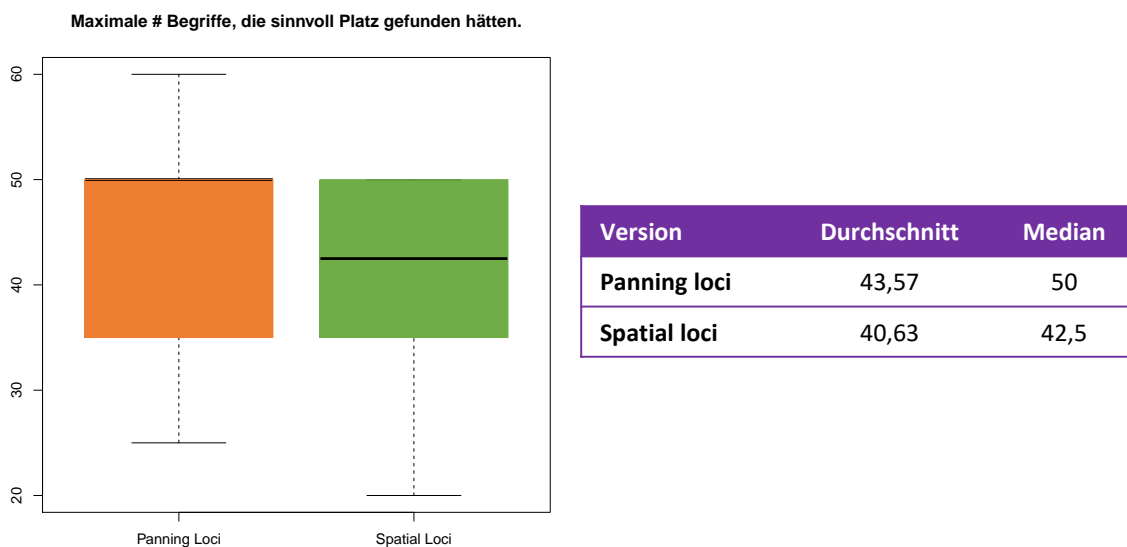 Maximale # Begriffe, die sinnvoll Platz gefunden hätten.
60
50
40
30
20
Panning Loci Spatial Loci
Version Durchschnitt Median
Panning loci 43,57 50
Spatial loci 40,63 42,5